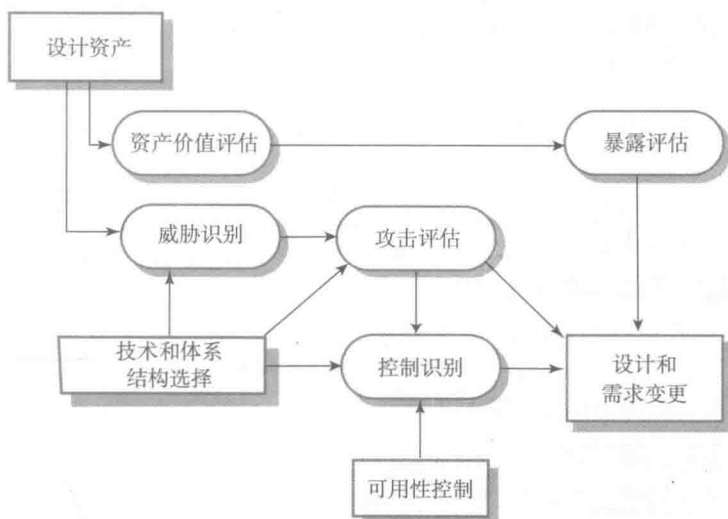 设计资产
资产价值评估
暴露评估
威胁识别
攻击评估
技术和体系
结构选择
控制识别
设计和
需求变更
可用性控制